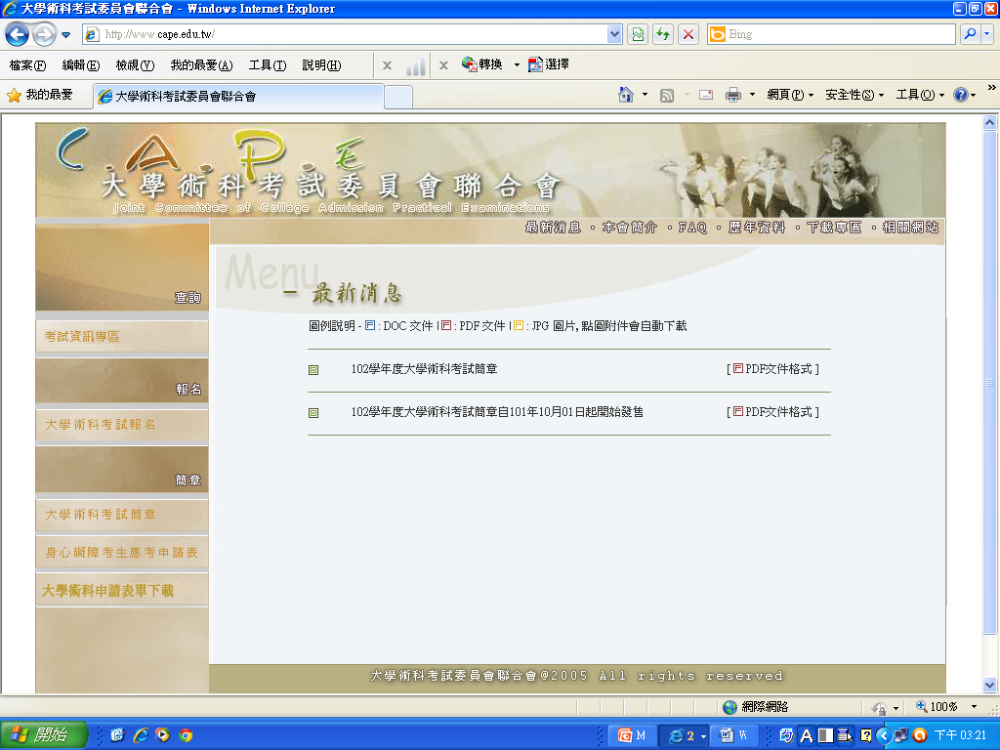 大學術科考試委員會聯合會 - Windows Internet Explorer
http://www.cape.edu.tw/
Bing
檔案(F) 編輯(E) 檢視(V) 我的最愛(A) 工具(T) 說明(H) 轉換 選擇
我的最愛 大學術科考試委員會聯合會 網頁(P) 安全性(S) 工具(O)
C.A.P.E
大學術科考試委員會聯合會
Joint Committee of College Admission Practical Examinations
最新消息 · 本會簡介 · FAQ · 歷年資料 · 下載專區 · 相關網站
查詢
考試資訊專區
報名
大學術科考試報名
簡章
大學術科考試簡章
身心礙障考生應考申請表
大學術科申請表單下載
Menu
最新消息
圖例說明 - : DOC 文件 | : PDF 文件 | : JPG 圖片, 點圖附件會自動下載
102學年度大學術科考試簡章 [ PDF文件格式 ]
102學年度大學術科考試簡章自101年10月01日起開始發售 [ PDF文件格式 ]
大學術科考試委員會聯合會@2005 All rights reserved
網際網路 100%
開始 M 2 W A 下午 03:21